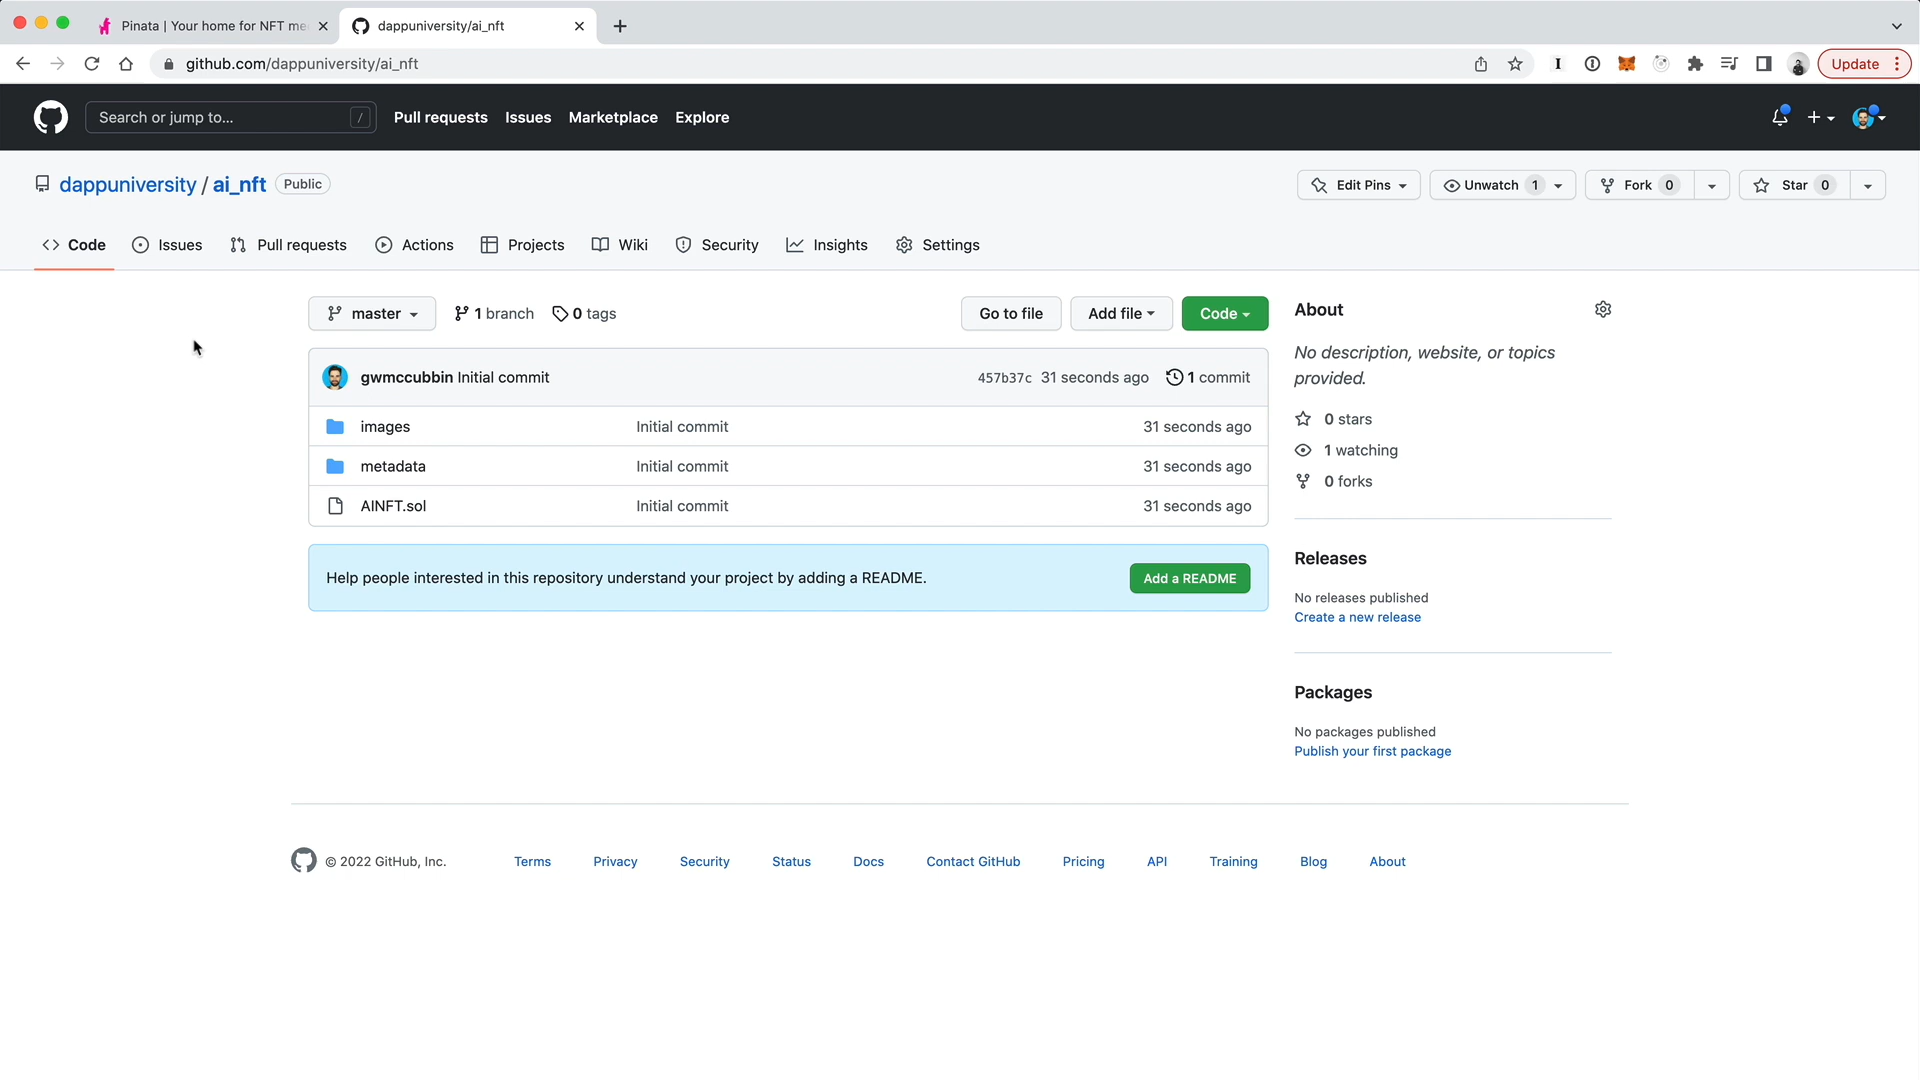 Pinata | Your home for NFT me
dappuniversity/ai_nft
github.com/dappuniversity/ai_nft
Update
Search or jump to...
/
Pull requests
Issues
Marketplace
Explore
dappuniversity / ai_nft
Public
Edit Pins
Unwatch 1
Fork 0
Star 0
Code
Issues
Pull requests
Actions
Projects
Wiki
Security
Insights
Settings
master
1 branch
0 tags
Go to file
Add file
Code
gwmccubbin Initial commit
457b37c 31 seconds ago
1 commit
images
Initial commit
31 seconds ago
metadata
Initial commit
31 seconds ago
AINFT.sol
Initial commit
31 seconds ago
Help people interested in this repository understand your project by adding a README.
Add a README
About
No description, website, or topics
provided.
0 stars
1 watching
0 forks
Releases
No releases published
Create a new release
Packages
No packages published
Publish your first package
© 2022 GitHub, Inc.
Terms
Privacy
Security
Status
Docs
Contact GitHub
Pricing
API
Training
Blog
About